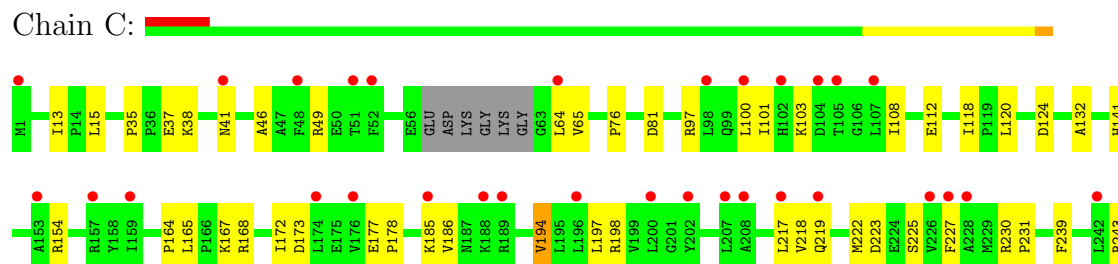 Chain C:
M1 I13 P14 L15 P35 P36 E37 K38 N41 A46 A47 F48 R49 E50 T51 F52 E56 GLU ASP LYS GLY LYS GLY G63 L64 V65 P76 D81 R97 L98 Q99 L100 I101 H102 K103 D104 T105 G106 L107 I108 E112 I118 P119 L120 D124 A132 H141
A153 R154 R157 Y158 I159 P164 L165 P166 K167 R168 I172 D173 L174 E175 V176 E177 P178 K185 V186 N187 K188 R189 V194 L195 L196 L197 R198 V199 L200 G201 Y202 L207 A208 L217 V218 Q219 M222 D223 E224 S225 V226 F227 A228 M229 R230 P231 F239 L242